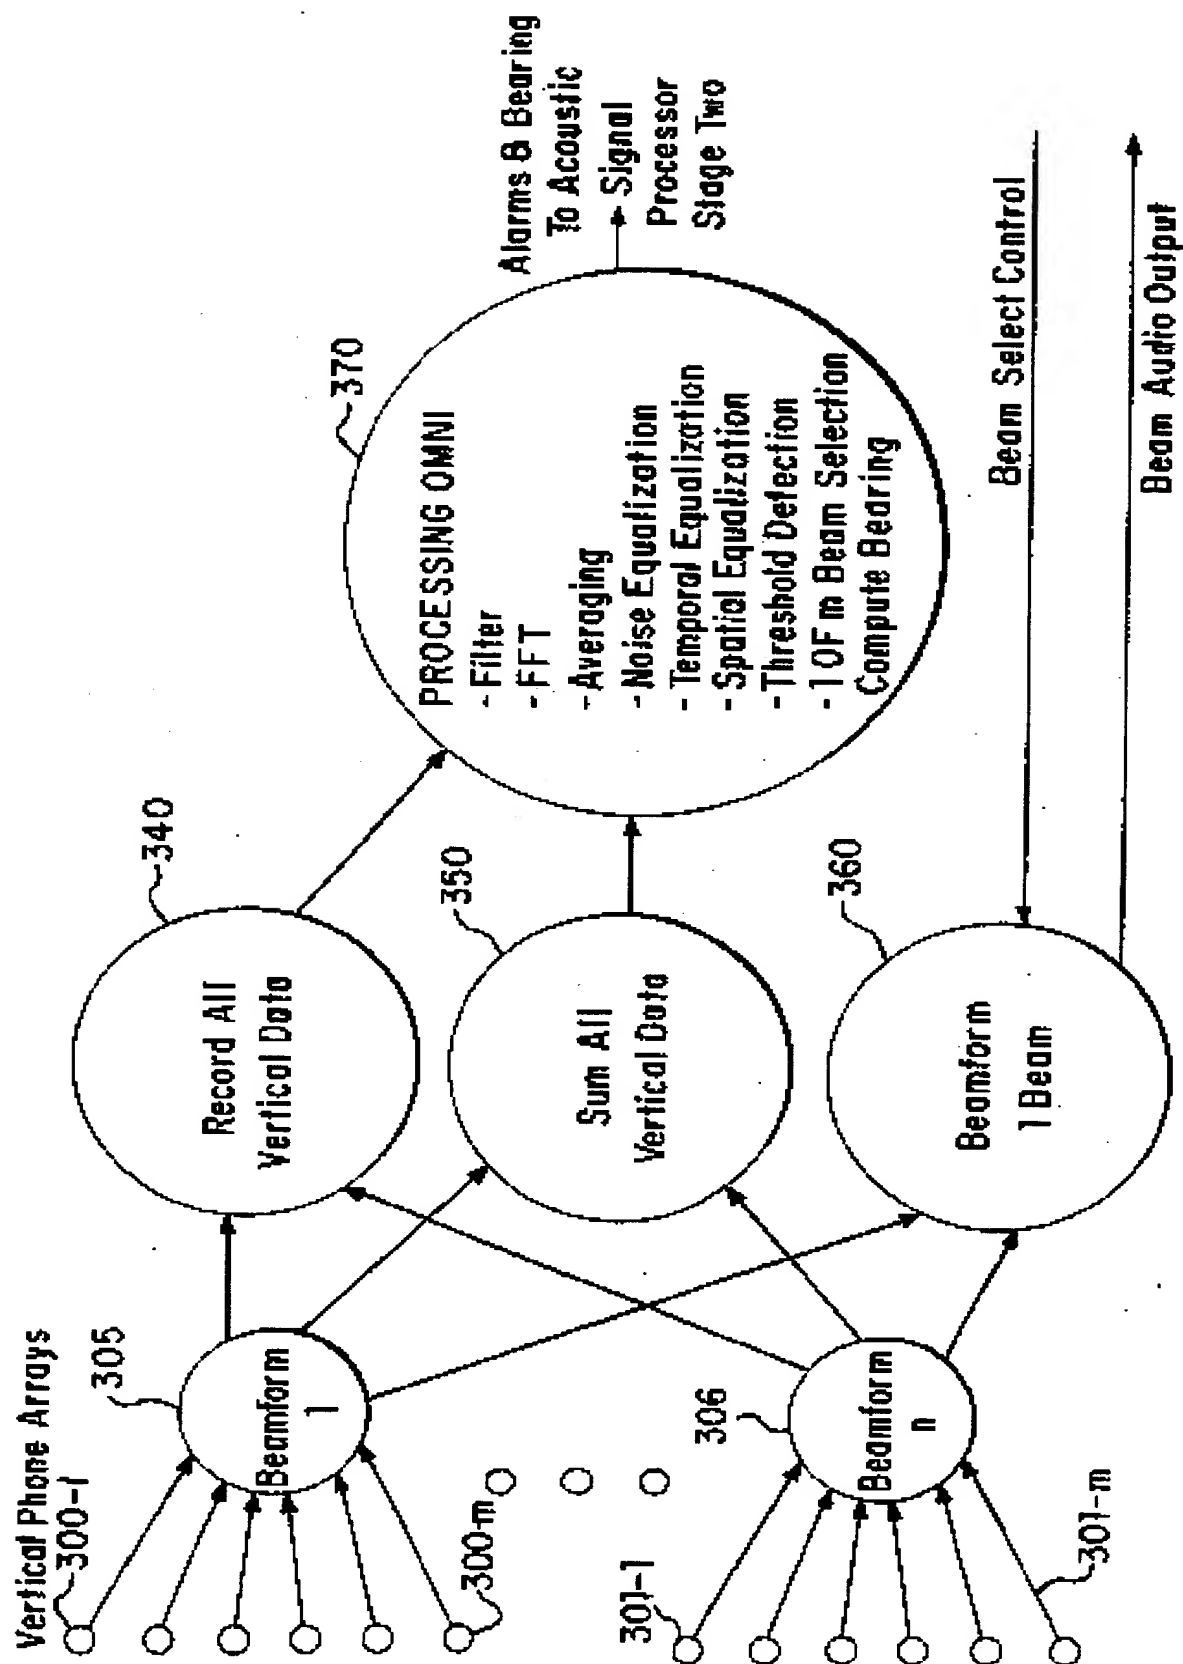 Vertical Phone Arrays
300-1
305
Beamform
1
300-m
301-1
306
Beamform
n
301-m
340
Record All
Vertical Data
350
Sum All
Vertical Data
360
Beamform
1 Beam
370
PROCESSING OMNI
- Filter
- FFT
- Averaging
- Noise Equalization
- Temporal Equalization
- Spatial Equalization
- Threshold Detection
- 1 OF m Beam Selection
Compute Bearing
Alarms & Bearing
To Acoustic
Signal
Processor
Stage Two
Beam Select Control
Beam Audio Output